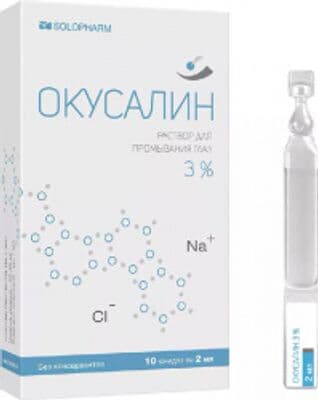 SOLOPHARM
ОКУСАЛИН
РАСТВОР ДЛЯ
ПРОМЫВАНИЯ ГЛАЗ
3 %
Na⁺
Cl⁻
Без консервантов
10 юнидоз по 2 мл
ОКУСАЛИН 3%
2 мл